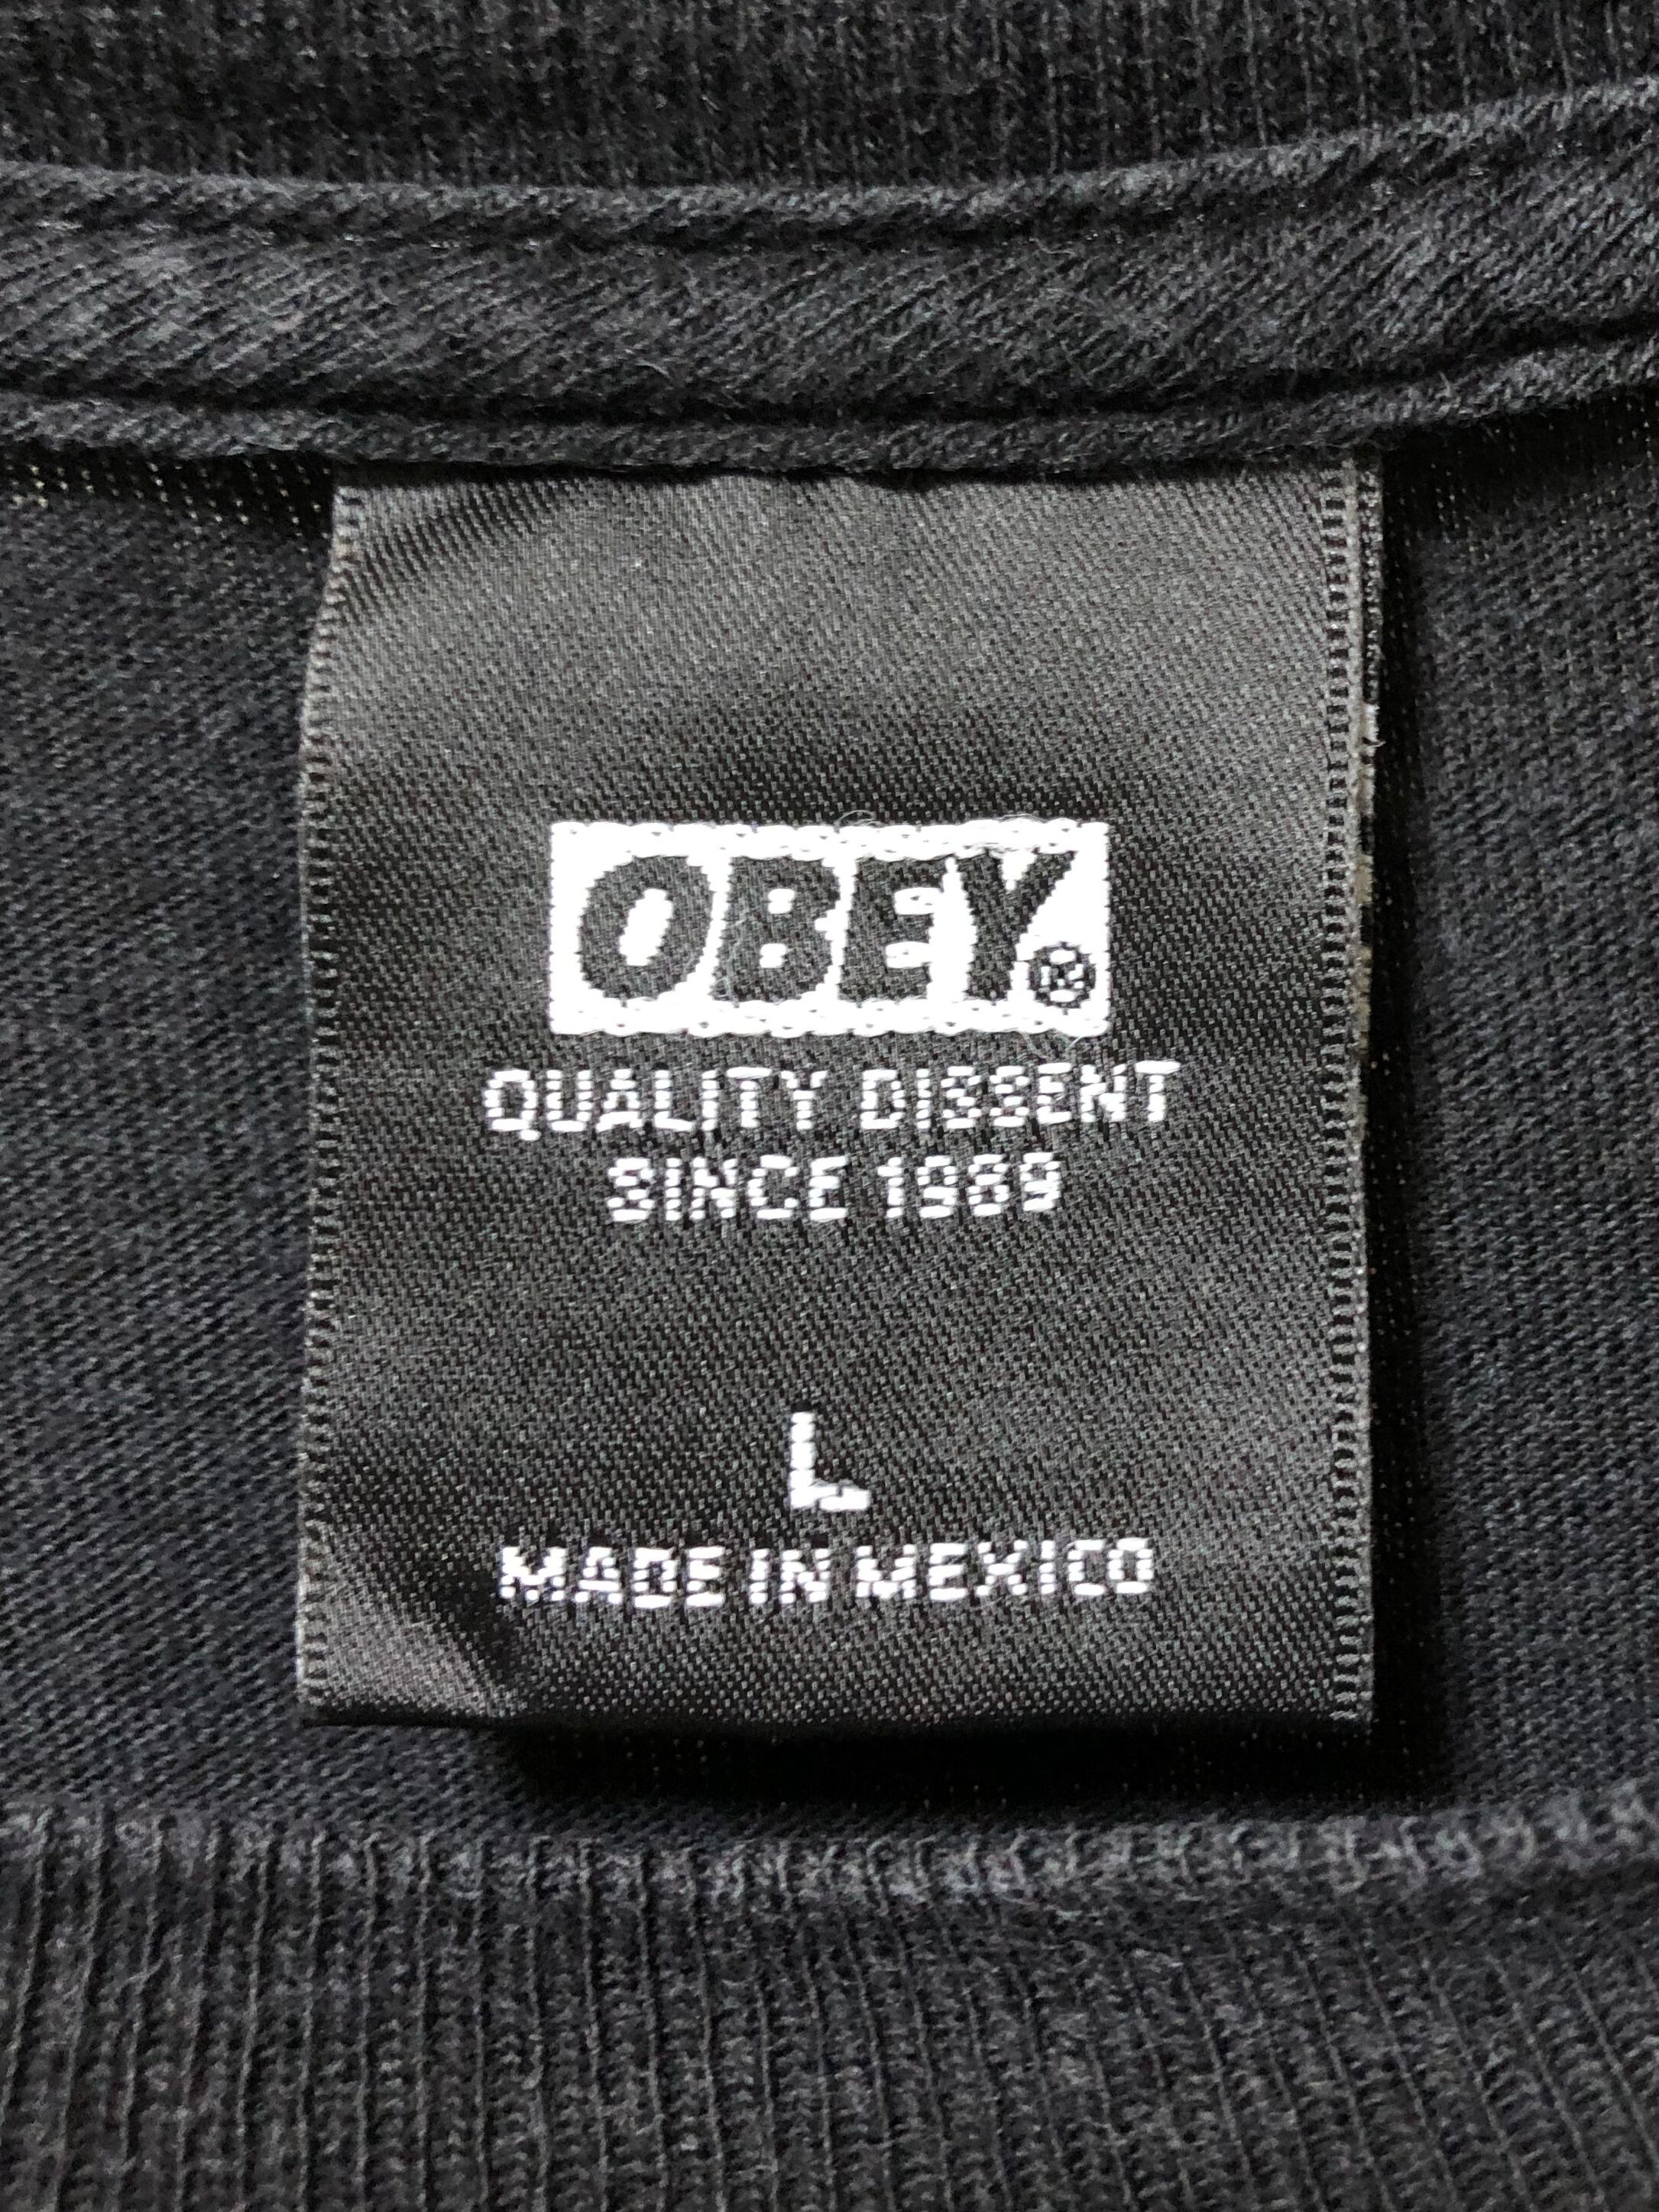 OBEY®
QUALITY DISSENT
SINCE 1989
L
MADE IN MEXICO